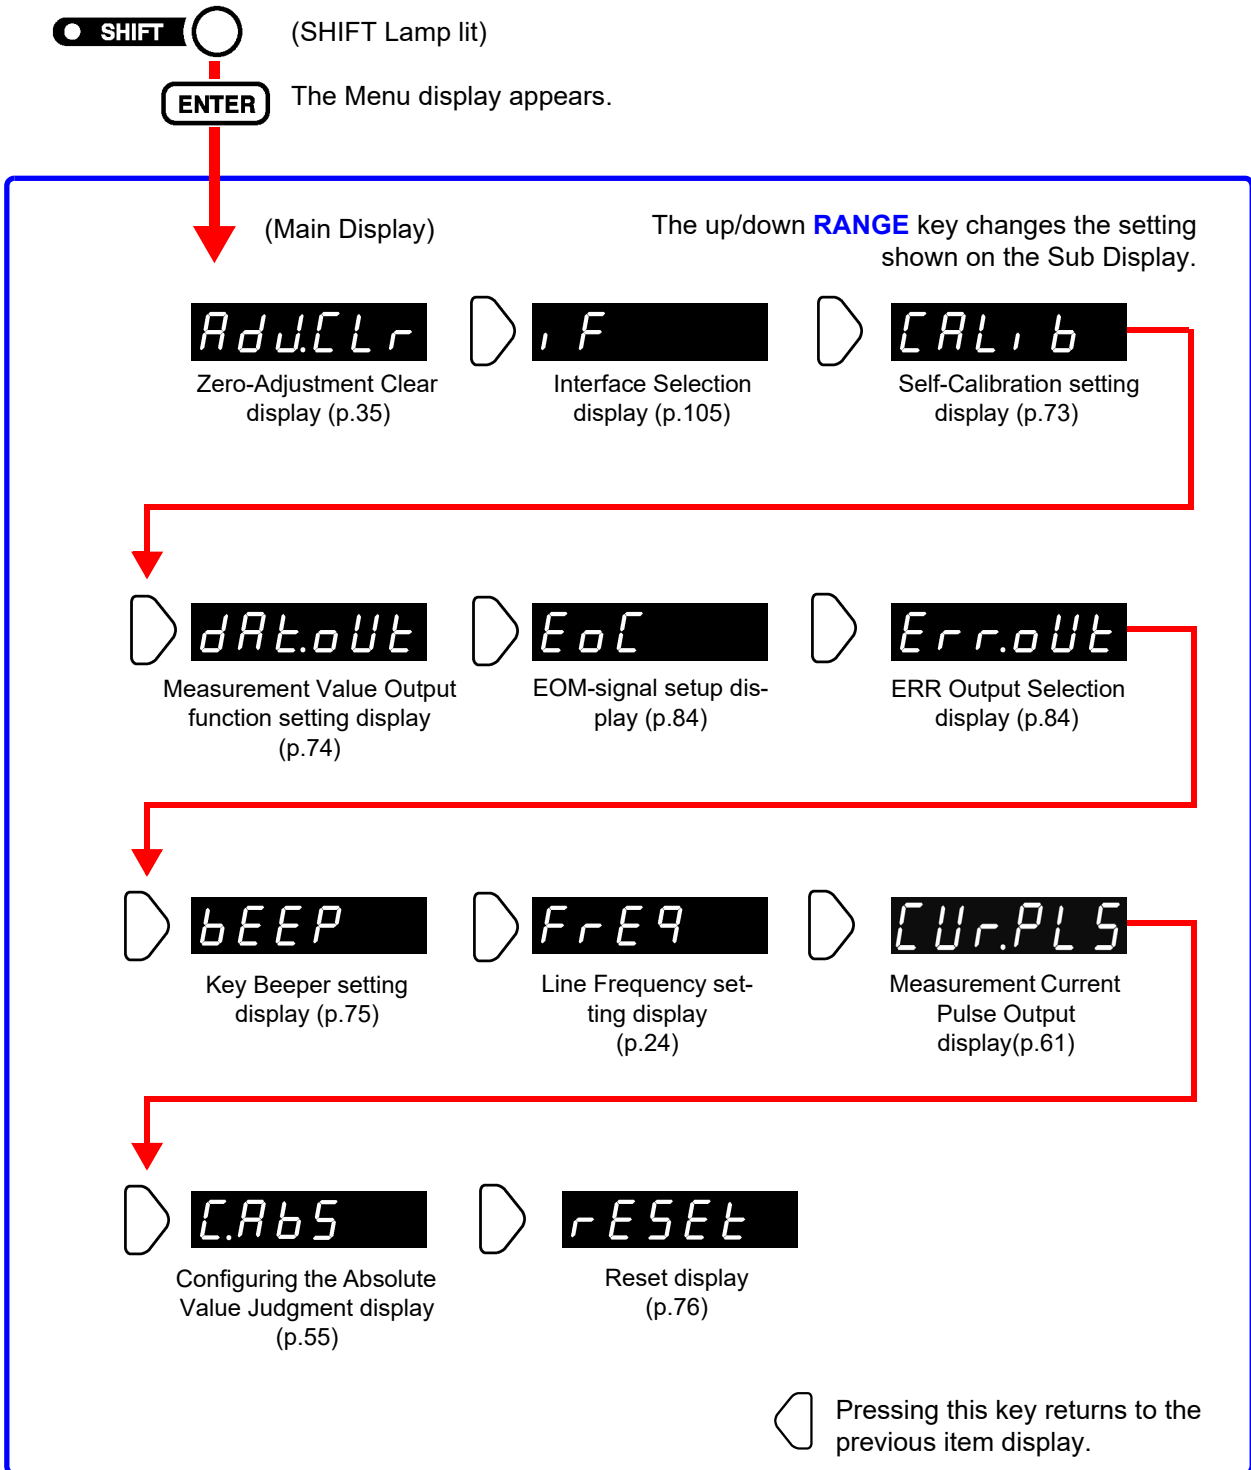 SHIFT (SHIFT Lamp lit)
ENTER The Menu display appears.
(Main Display)
The up/down RANGE key changes the setting
shown on the Sub Display.
AdJ.CLr
iF
CALib
Zero-Adjustment Clear
display (p.35)
Interface Selection
display (p.105)
Self-Calibration setting
display (p.73)
dAt.oUt
EoC
Err.oUt
Measurement Value Output
function setting display
(p.74)
EOM-signal setup dis-
play (p.84)
ERR Output Selection
display (p.84)
bEEP
FrEq
CUr.PLS
Key Beeper setting
display (p.75)
Line Frequency set-
ting display
(p.24)
Measurement Current
Pulse Output
display(p.61)
C.AbS
rESEt
Configuring the Absolute
Value Judgment display
(p.55)
Reset display
(p.76)
Pressing this key returns to the
previous item display.